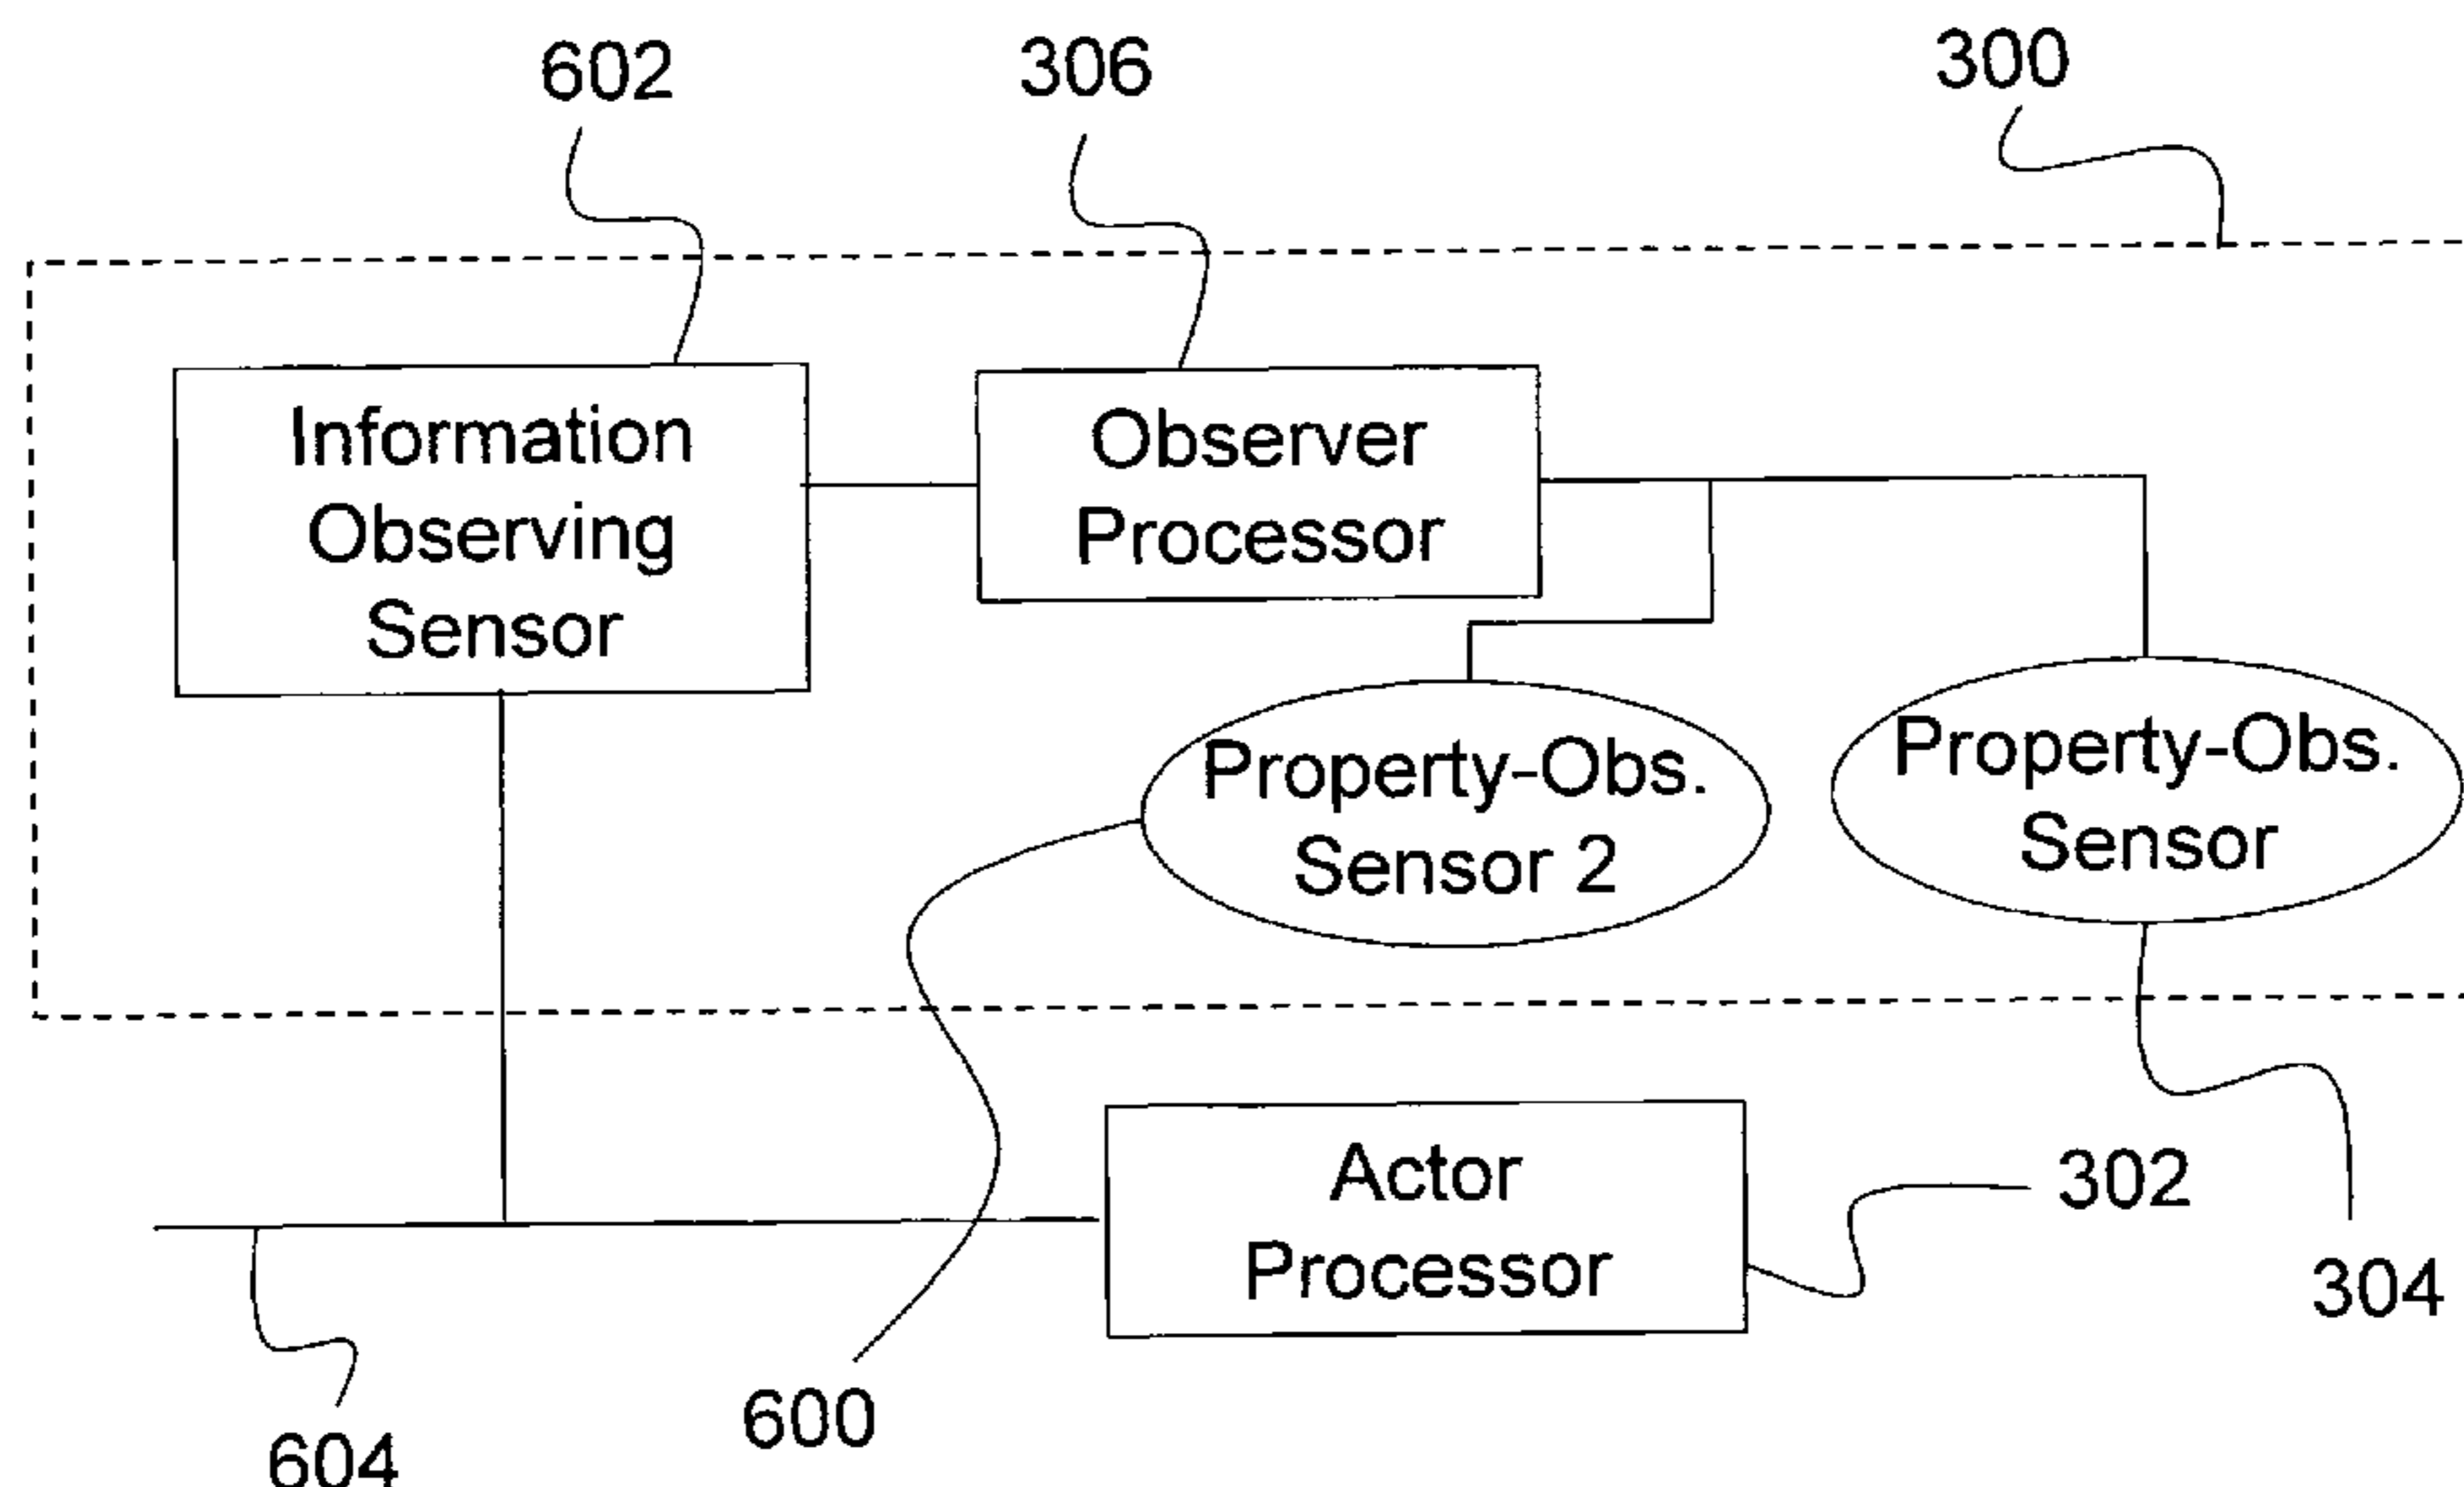 602
306
300
Information
Observing
Sensor
Observer
Processor
Property-Obs.
Sensor 2
Property-Obs.
Sensor
Actor
Processor
302
304
600
604